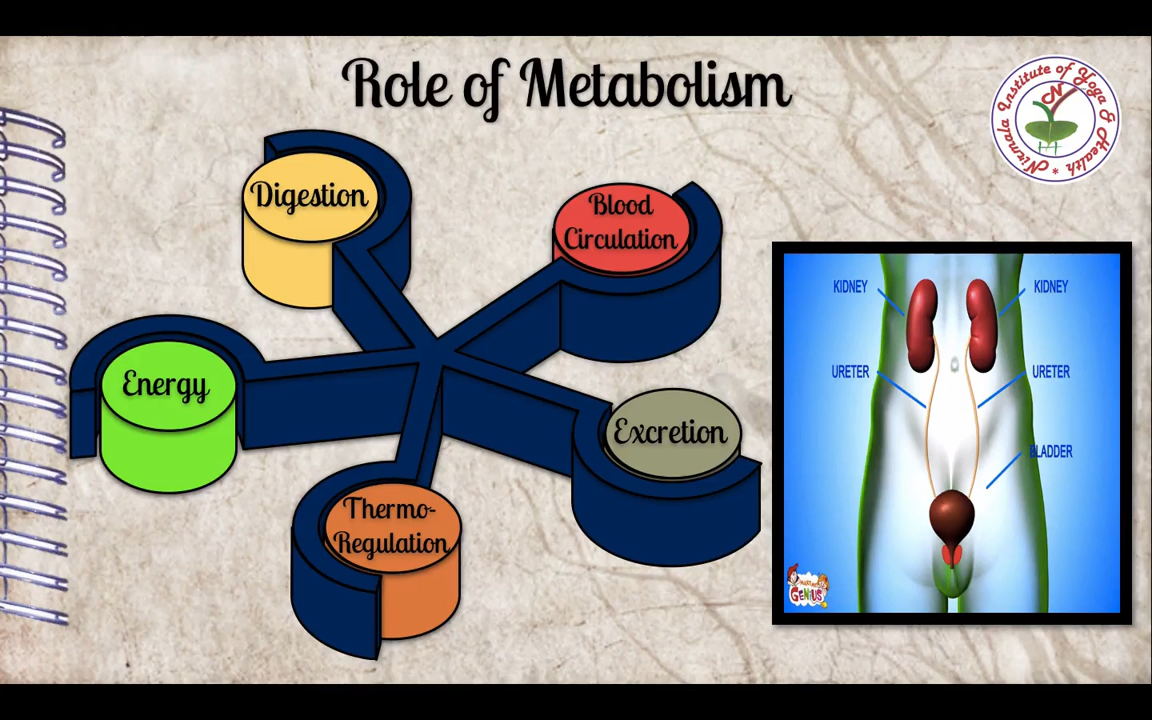 Role of Metabolism
Nirmala Institute of Yoga & Health *
N
Digestion
Blood
Circulation
Energy
Excretion
Thermo-
Regulation
KIDNEY
KIDNEY
URETER
URETER
BLADDER
GENIUS